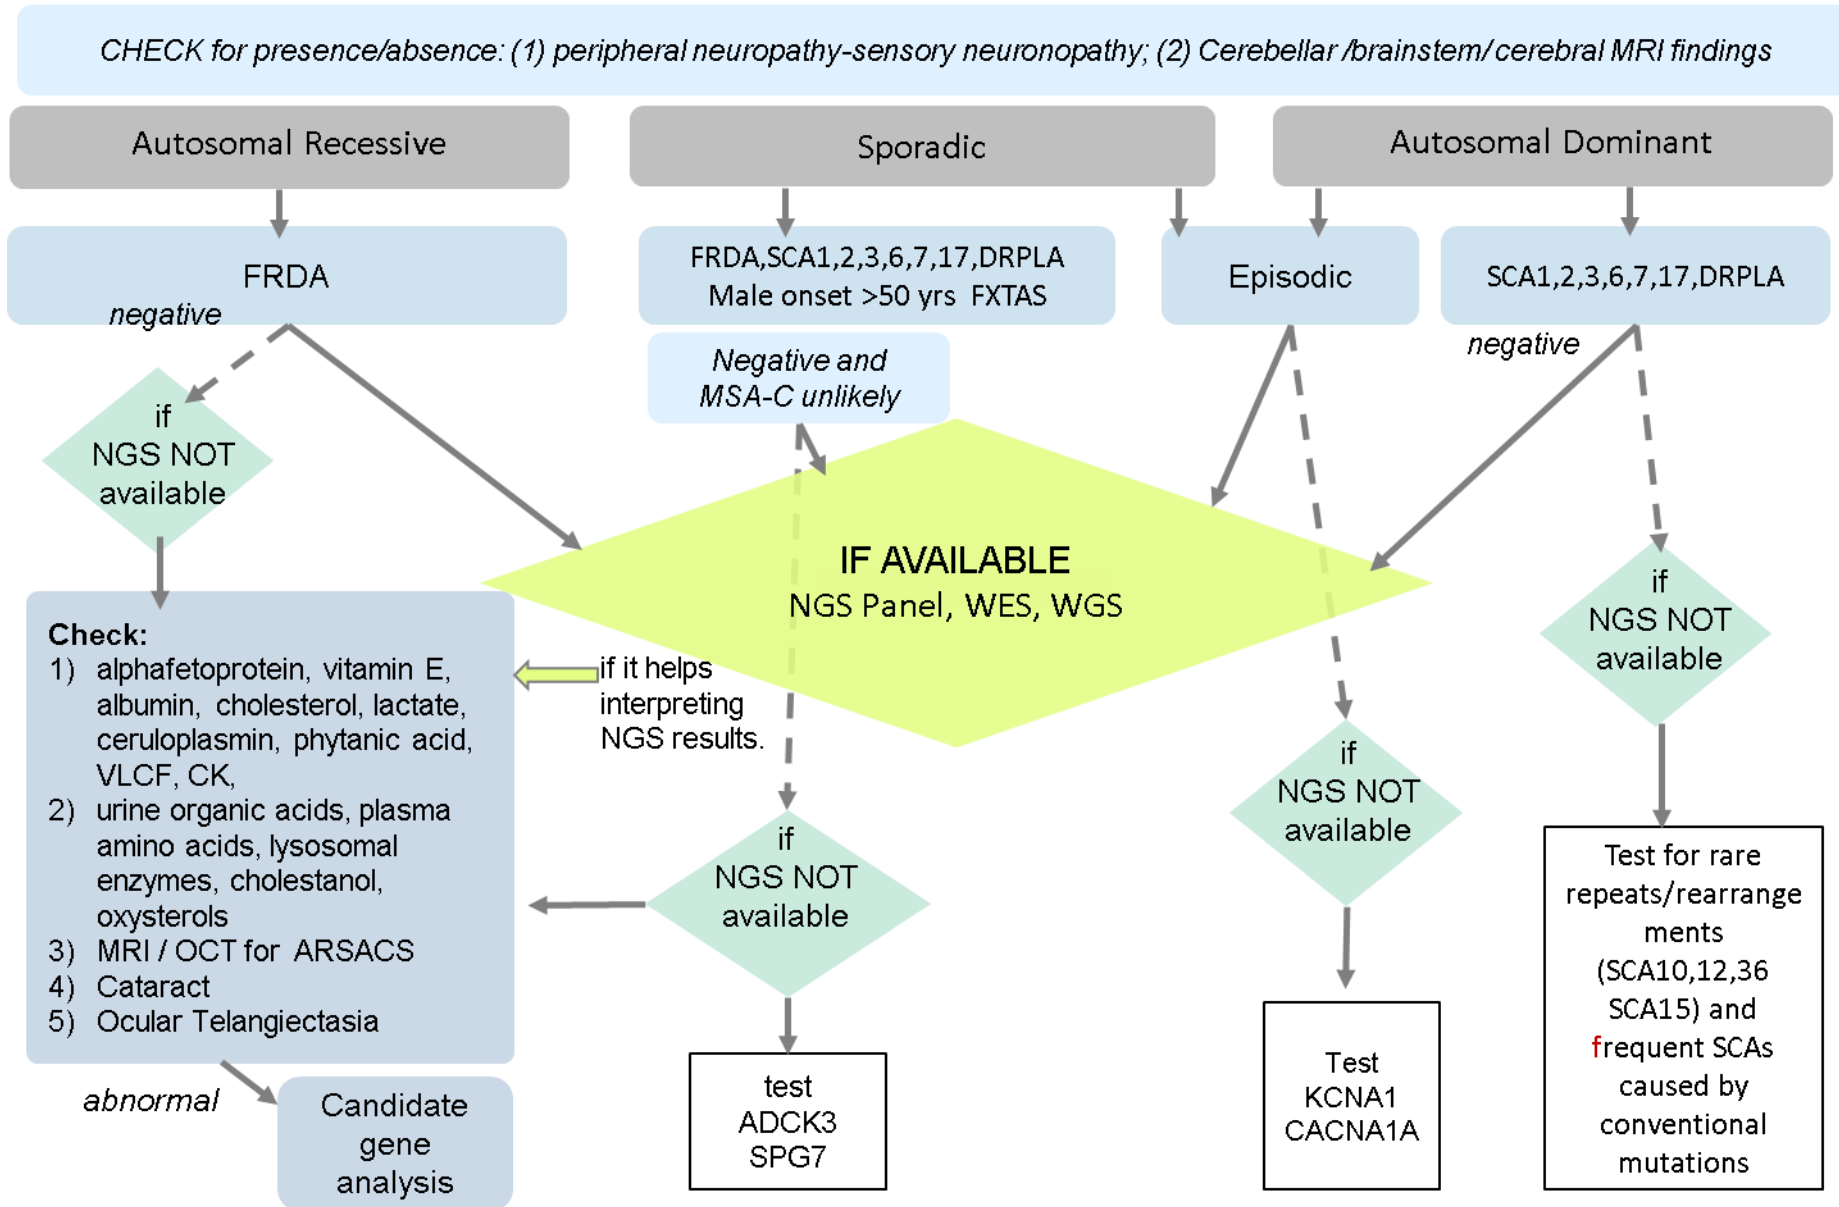 CHECK for presence/absence: (1) peripheral neuropathy-sensory neuronopathy; (2) Cerebellar /brainstem/ cerebral MRI findings
Autosomal Recessive
Sporadic
Autosomal Dominant
FRDA
negative
FRDA,SCA1,2,3,6,7,17,DRPLA
Male onset >50 yrs FXTAS
Episodic
SCA1,2,3,6,7,17,DRPLA
negative
Negative and
MSA-C unlikely
if
NGS NOT
available
IF AVAILABLE
NGS Panel, WES, WGS
if
NGS NOT
available
Check:
1) alphafetoprotein, vitamin E,
albumin, cholesterol, lactate,
ceruloplasmin, phytanic acid,
VLCF, CK,
2) urine organic acids, plasma
amino acids, lysosomal
enzymes, cholestanol,
oxysterols
3) MRI / OCT for ARSACS
4) Cataract
5) Ocular Telangiectasia
if it helps
interpreting
NGS results.
if
NGS NOT
available
if
NGS NOT
available
abnormal
Candidate
gene
analysis
test
ADCK3
SPG7
Test
KCNA1
CACNA1A
Test for rare
repeats/rearrange
ments
(SCA10,12,36
SCA15) and
frequent SCAs
caused by
conventional
mutations